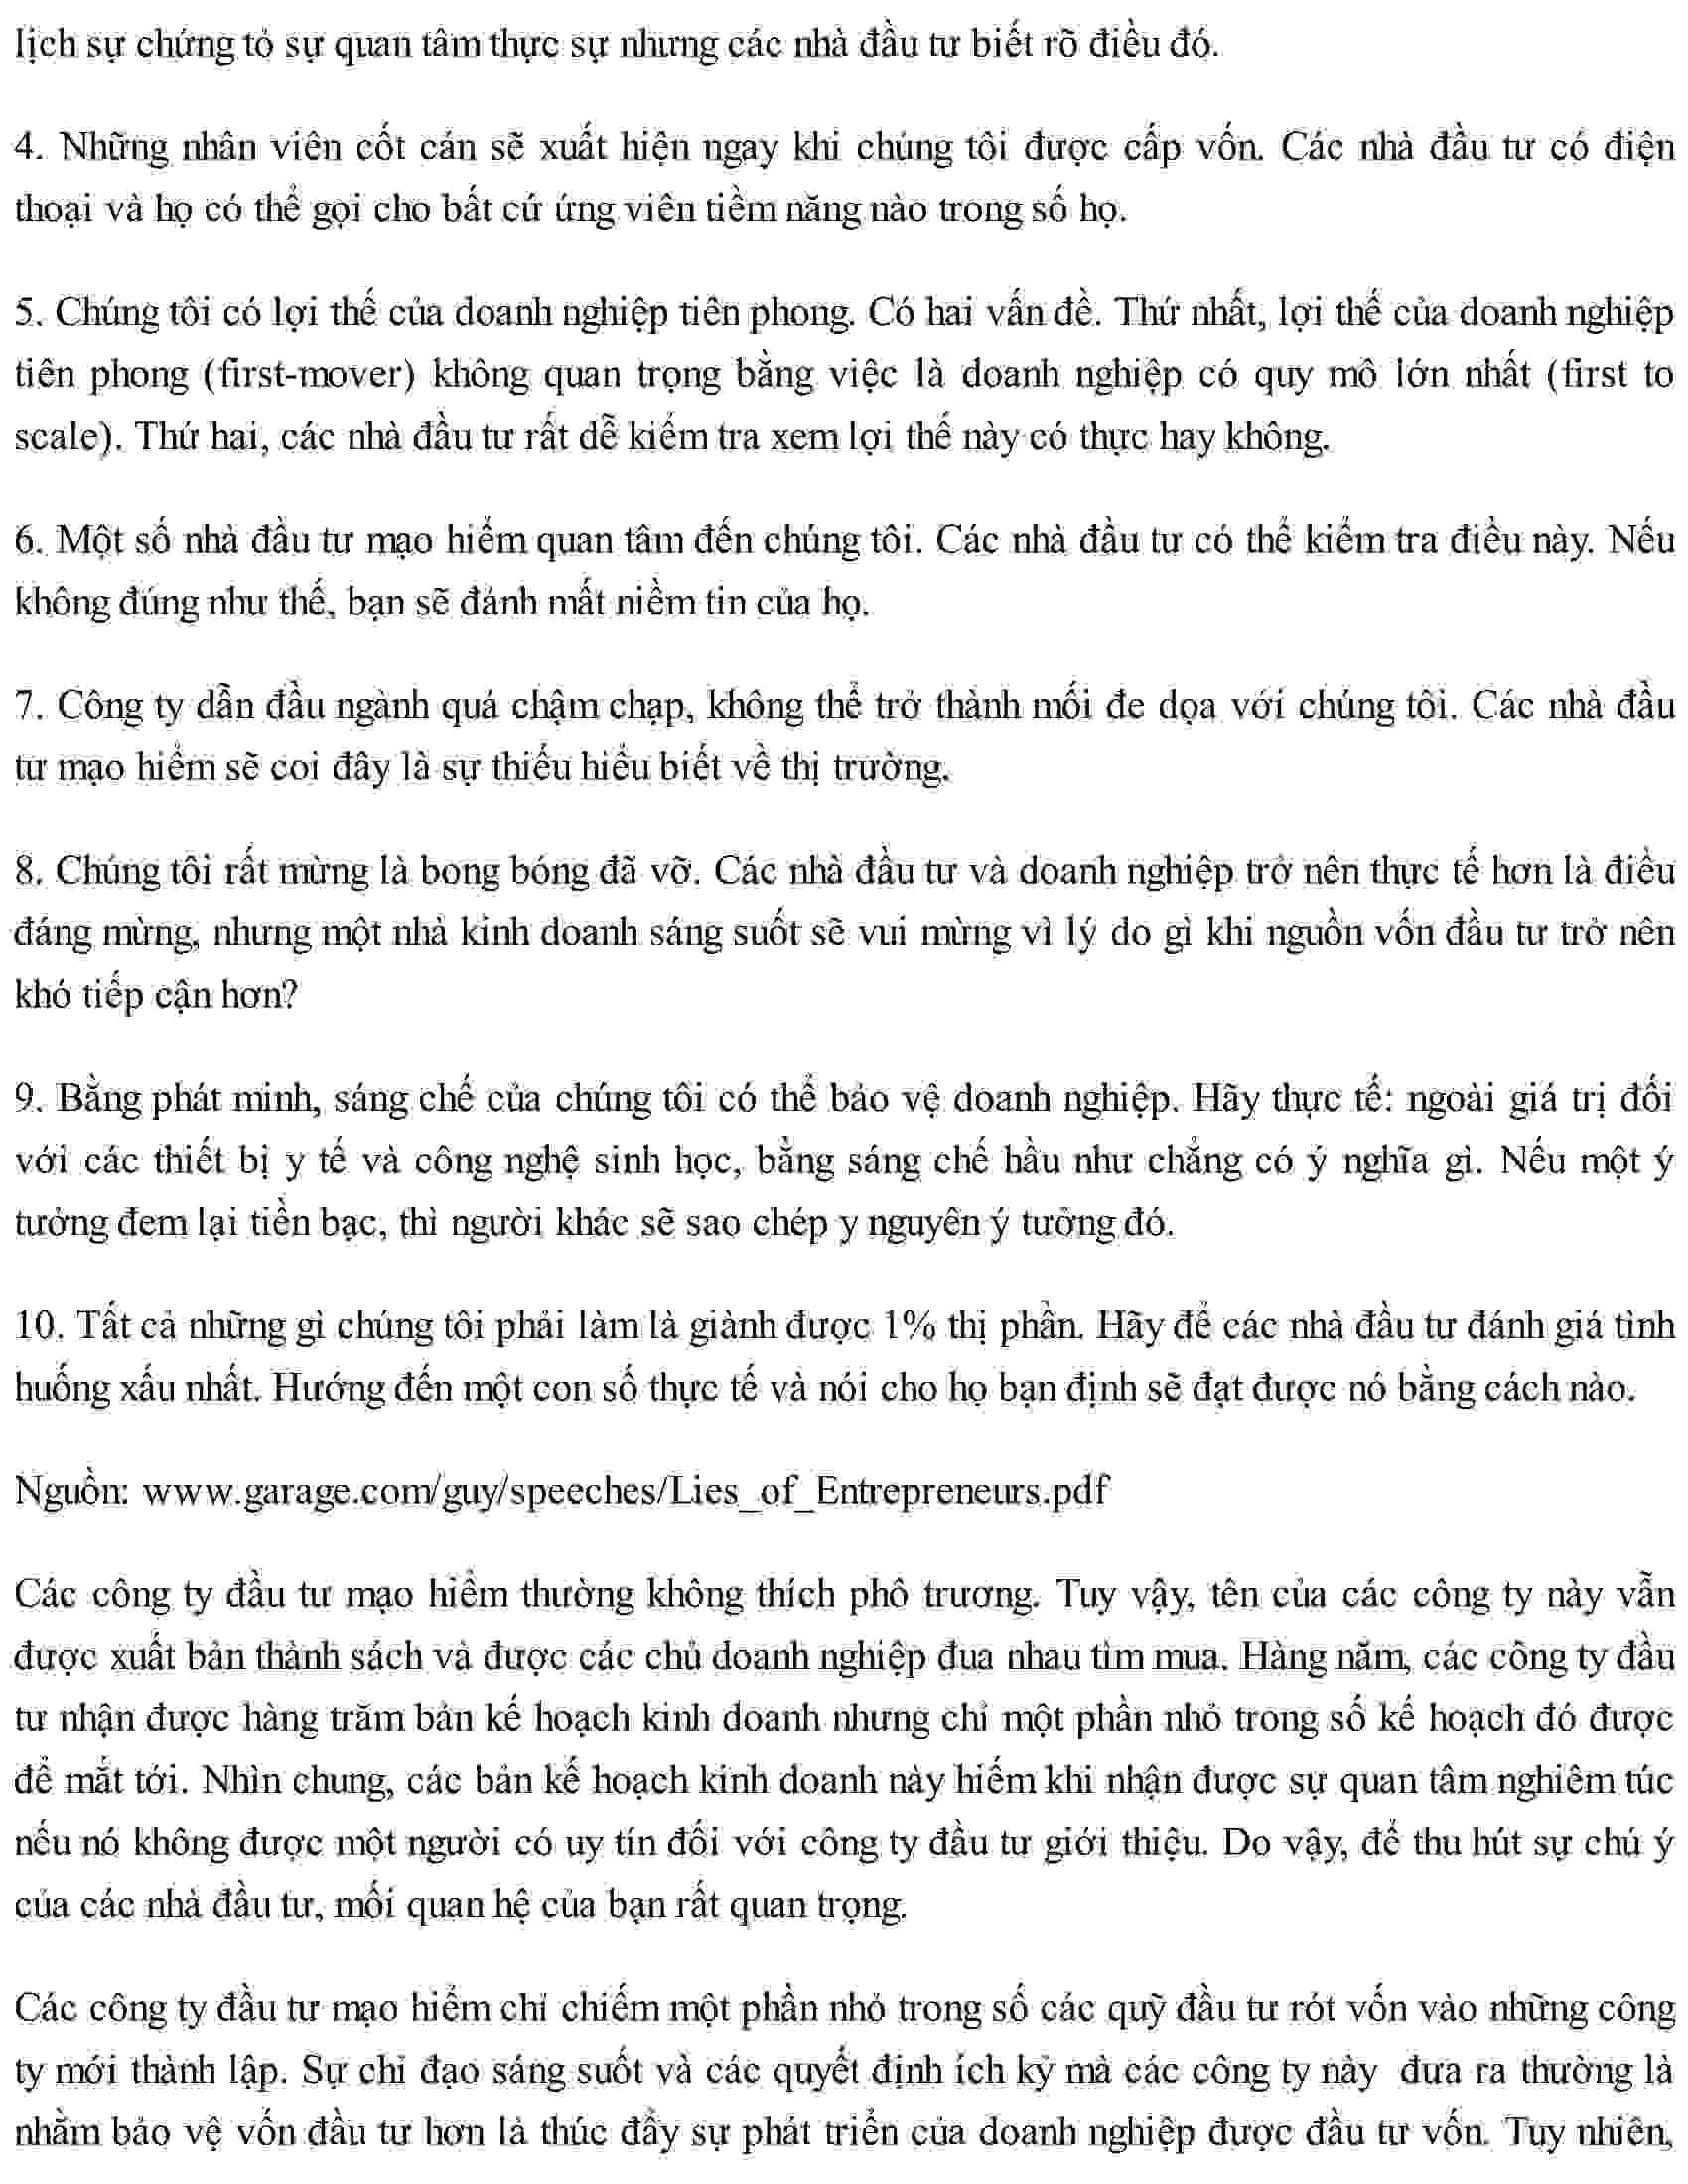 lịch sự chứng tỏ sự quan tâm thực sự nhưng các nhà đầu tư biết rõ điều đó.
4. Những nhân viên cốt cán sẽ xuất hiện ngay khi chúng tôi được cấp vốn. Các nhà đầu tư có điện
thoại và họ có thể gọi cho bất cứ ứng viên tiềm năng nào trong số họ.
5. Chúng tôi có lợi thế của doanh nghiệp tiên phong. Có hai vấn đề. Thứ nhất, lợi thế của doanh nghiệp
tiên phong (first-mover) không quan trọng bằng việc là doanh nghiệp có quy mô lớn nhất (first to
scale). Thứ hai, các nhà đầu tư rất dễ kiểm tra xem lợi thế này có thực hay không.
6. Một số nhà đầu tư mạo hiểm quan tâm đến chúng tôi. Các nhà đầu tư có thể kiểm tra điều này. Nếu
không đúng như thế, bạn sẽ đánh mất niềm tin của họ.
7. Công ty dẫn đầu ngành quá chậm chạp, không thể trở thành mối đe dọa với chúng tôi. Các nhà đầu
tư mạo hiểm sẽ coi đây là sự thiếu hiểu biết về thị trường.
8. Chúng tôi rất mừng là bong bóng đã vỡ. Các nhà đầu tư và doanh nghiệp trở nên thực tế hơn là điều
đáng mừng, nhưng một nhà kinh doanh sáng suốt sẽ vui mừng vì lý do gì khi nguồn vốn đầu tư trở nên
khó tiếp cận hơn?
9. Bằng phát minh, sáng chế của chúng tôi có thể bảo vệ doanh nghiệp. Hãy thực tế: ngoài giá trị đối
với các thiết bị y tế và công nghệ sinh học, bằng sáng chế hầu như chẳng có ý nghĩa gì. Nếu một ý
tưởng đem lại tiền bạc, thì người khác sẽ sao chép y nguyên ý tưởng đó.
10. Tất cả những gì chúng tôi phải làm là giành được 1% thị phần. Hãy để các nhà đầu tư đánh giá tình
huống xấu nhất. Hướng đến một con số thực tế và nói cho họ bạn định sẽ đạt được nó bằng cách nào.
Nguồn: www.garage.com/guy/speeches/Lies_of_Entrepreneurs.pdf
Các công ty đầu tư mạo hiểm thường không thích phô trương. Tuy vậy, tên của các công ty này vẫn
được xuất bản thành sách và được các chủ doanh nghiệp đua nhau tìm mua. Hàng năm, các công ty đầu
tư nhận được hàng trăm bản kế hoạch kinh doanh nhưng chỉ một phần nhỏ trong số kế hoạch đó được
để mắt tới. Nhìn chung, các bản kế hoạch kinh doanh này hiếm khi nhận được sự quan tâm nghiêm túc
nếu nó không được một người có uy tín đối với công ty đầu tư giới thiệu. Do vậy, để thu hút sự chú ý
của các nhà đầu tư, mối quan hệ của bạn rất quan trọng.
Các công ty đầu tư mạo hiểm chỉ chiếm một phần nhỏ trong số các quỹ đầu tư rót vốn vào những công
ty mới thành lập. Sự chỉ đạo sáng suốt và các quyết định ích kỷ mà các công ty này đưa ra thường là
nhằm bảo vệ vốn đầu tư hơn là thúc đẩy sự phát triển của doanh nghiệp được đầu tư vốn. Tuy nhiên,